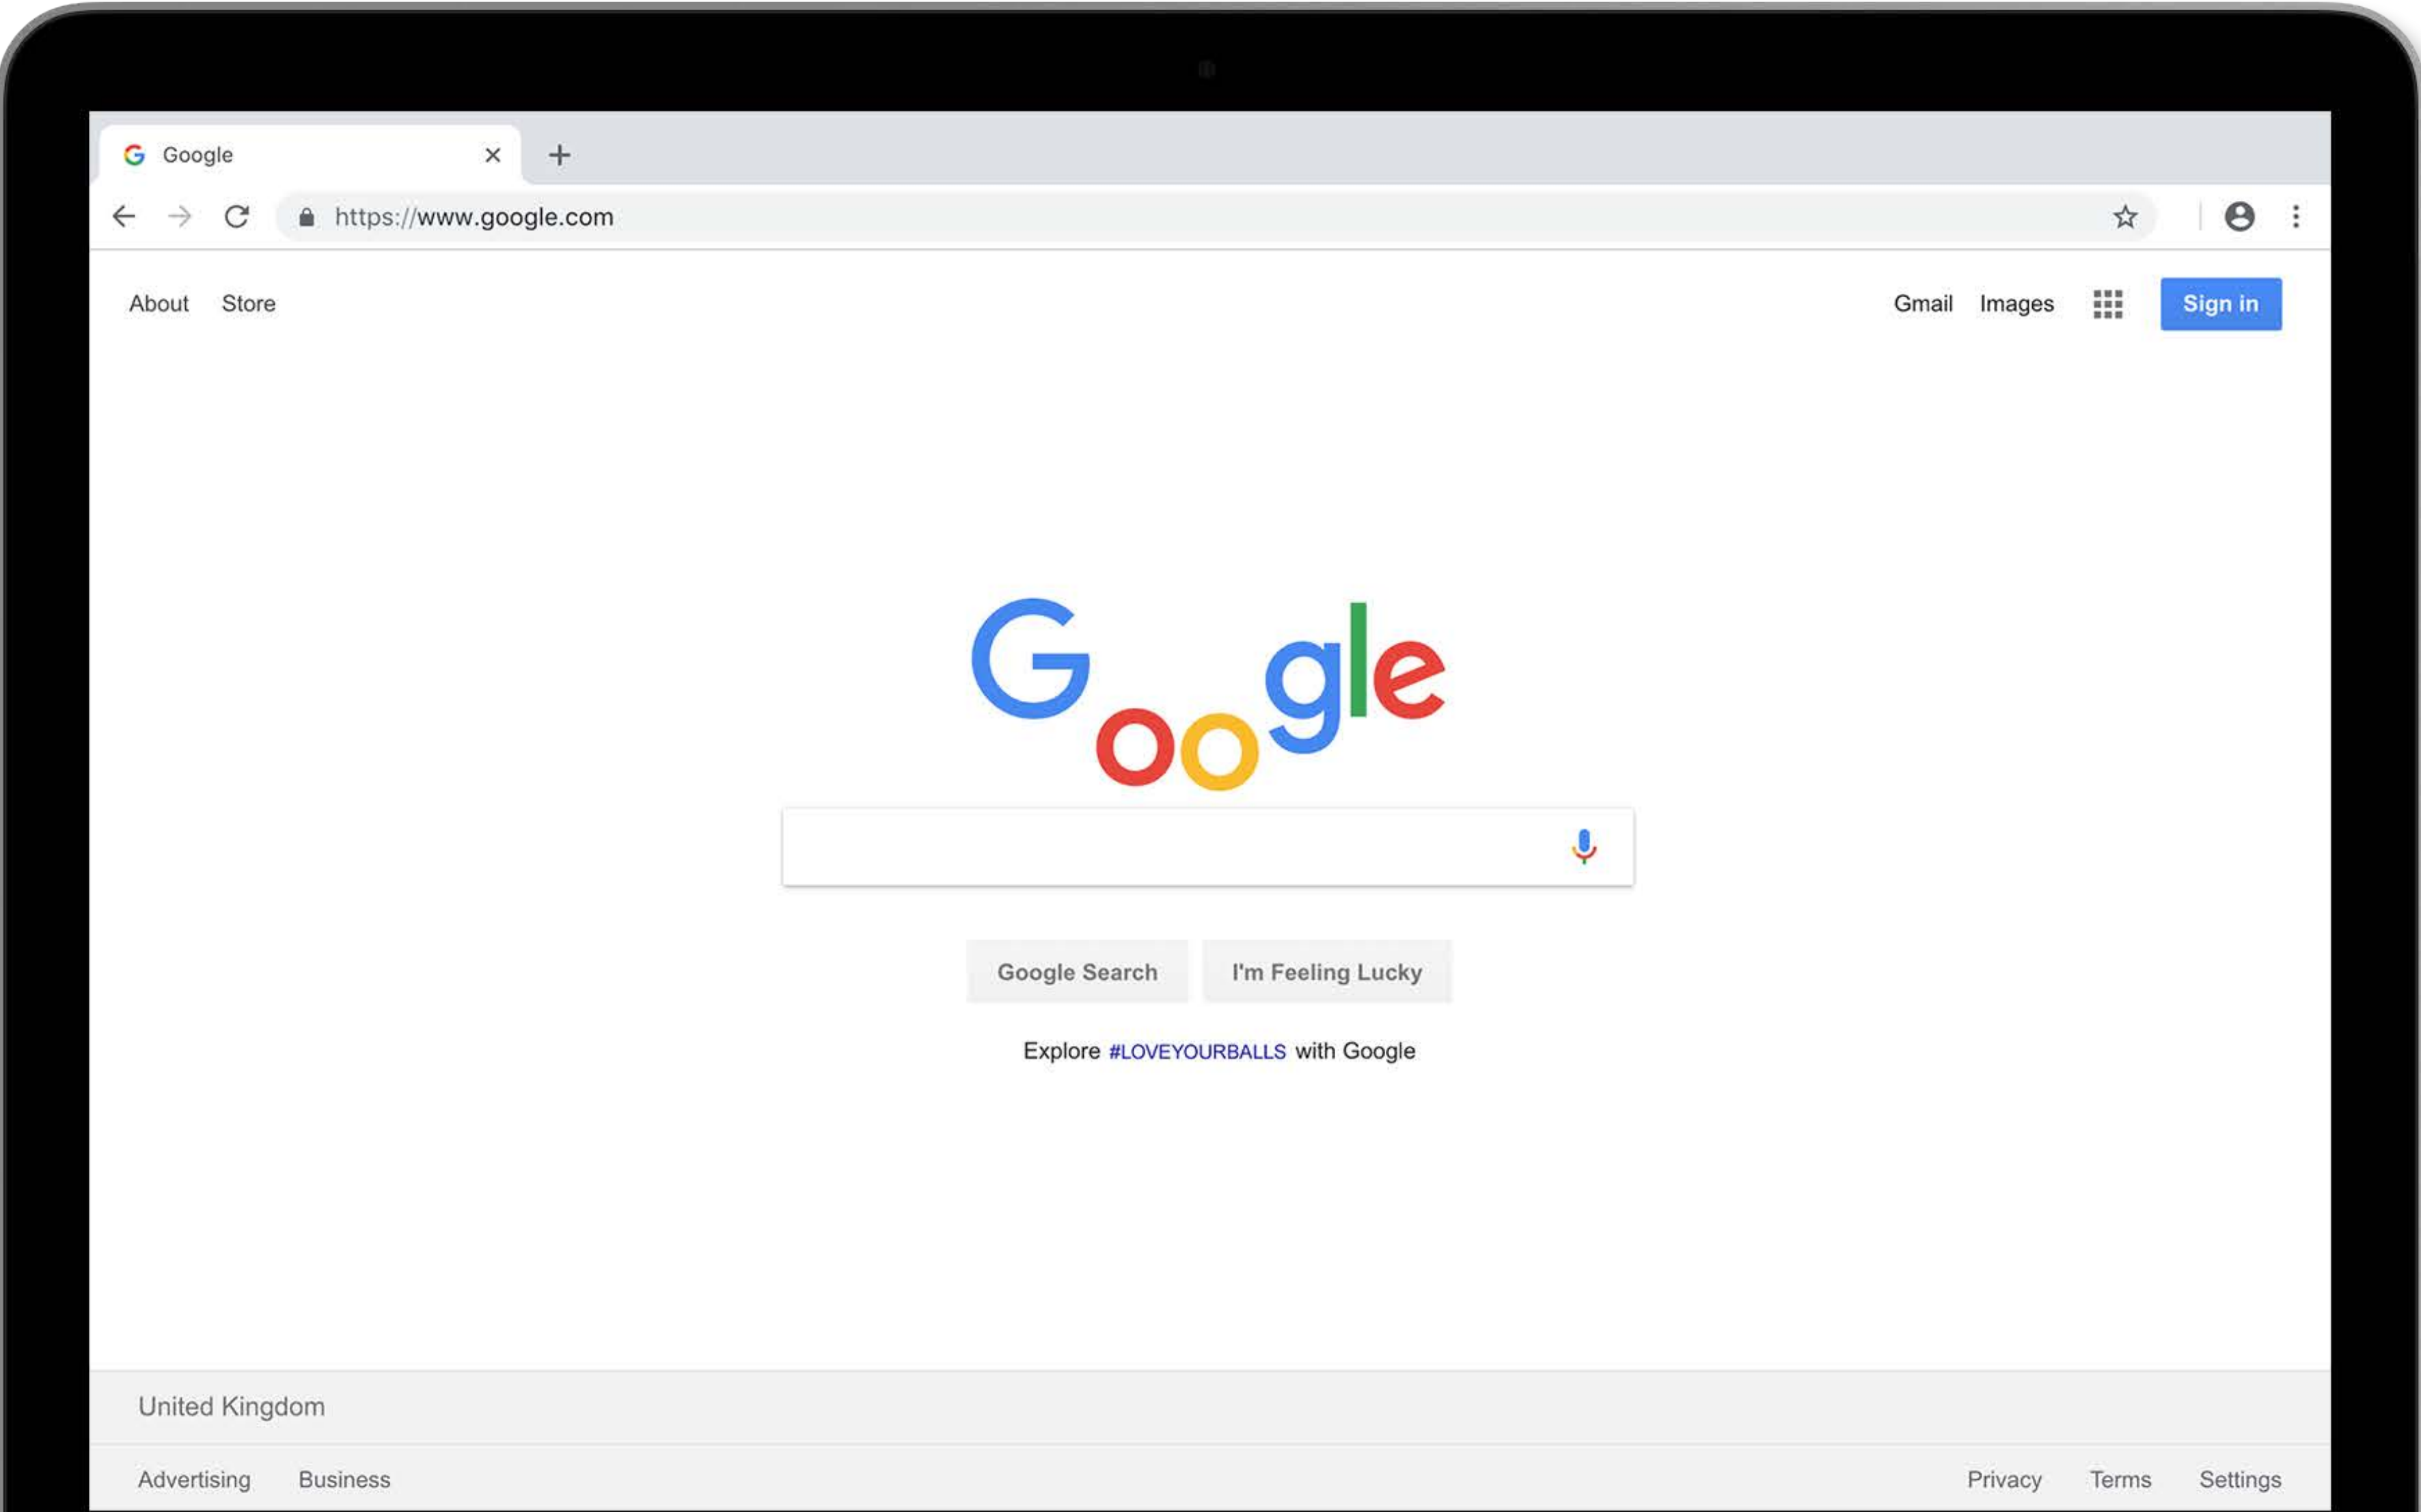 Google
https://www.google.com
About Store
Gmail Images Sign in
Google
Google Search I'm Feeling Lucky
Explore #LOVEYOURBALLS with Google
United Kingdom
Advertising Business
Privacy Terms Settings